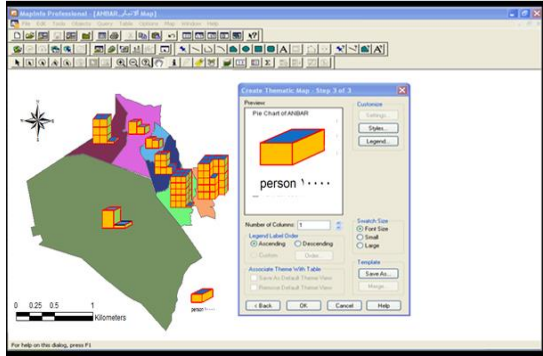 MapInfo Professional - [ANBAR الانبار Map]
File Edit Tools Objects Query Table Options Map Window Help
Create Thematic Map - Step 3 of 3
Preview
Pie Chart of ANBAR
person ١٠٠٠٠
Customize
Settings...
Styles...
Legend...
Number of Columns: 1
Legend Label Order
Ascending Descending
Custom Order...
Associate Theme With Table
Save As Default Theme View
Remove Default Theme View
Swatch Size
Font Size
Small
Large
Template
Save As...
Merge...
< Back OK Cancel Help
N
0 0.25 0.5 1
Kilometers
person
For help on this dialog, press F1